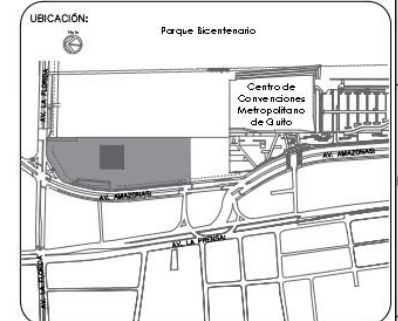 UBICACIÓN:
Parque Bicentenario
Centro de
Convenciones
Metropolitano
de Quito
AV. LA FLORIDA
AV. AMAZONAS
AV. AMAZONAS
AV. LA PRENSA
AV. LA FLORIDA